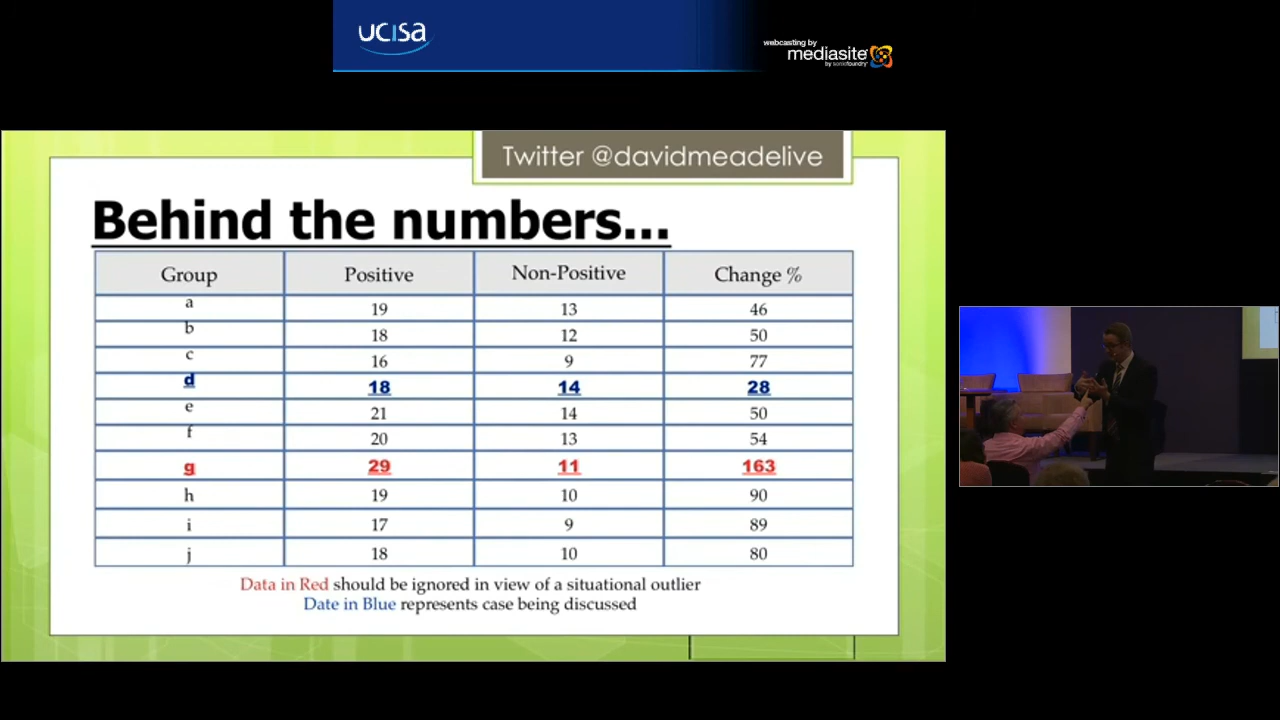 ucisa
webcasting by
mediasite
by sonicfoundry
Twitter @davidmeadelive
Behind the numbers...
Group Positive Non-Positive Change %
a 19 13 46
b 18 12 50
c 16 9 77
d 18 14 28
e 21 14 50
f 20 13 54
g 29 11 163
h 19 10 90
i 17 9 89
j 18 10 80
Data in Red should be ignored in view of a situational outlier
Date in Blue represents case being discussed